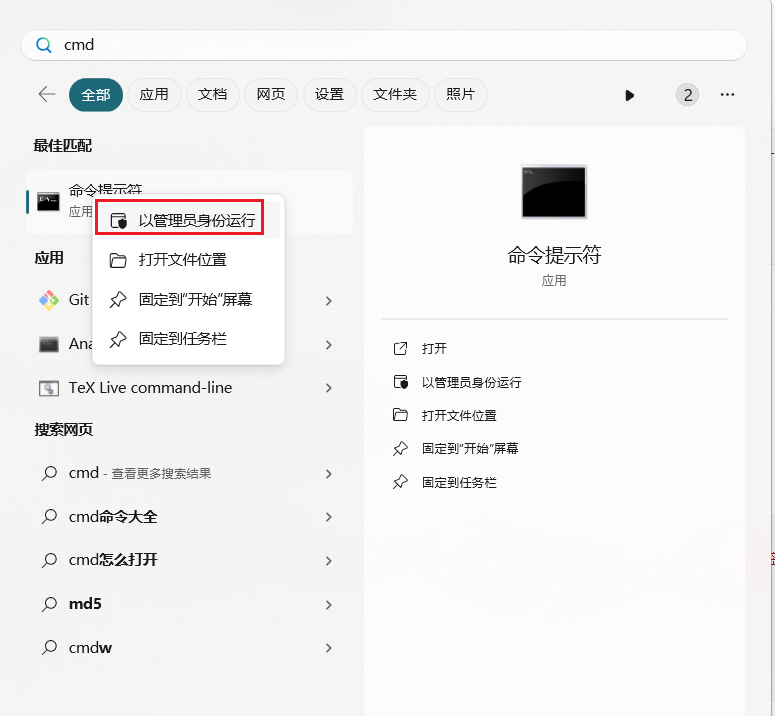 cmd
全部 应用 文档 网页 设置 文件夹 照片 2
最佳匹配
命令提示符
应用
以管理员身份运行
打开文件位置
固定到“开始”屏幕
固定到任务栏
应用
Git
Ana
TeX Live command-line
搜索网页
cmd - 查看更多搜索结果
cmd命令大全
cmd怎么打开
md5
cmdw
命令提示符
应用
打开
以管理员身份运行
打开文件位置
固定到“开始”屏幕
固定到任务栏